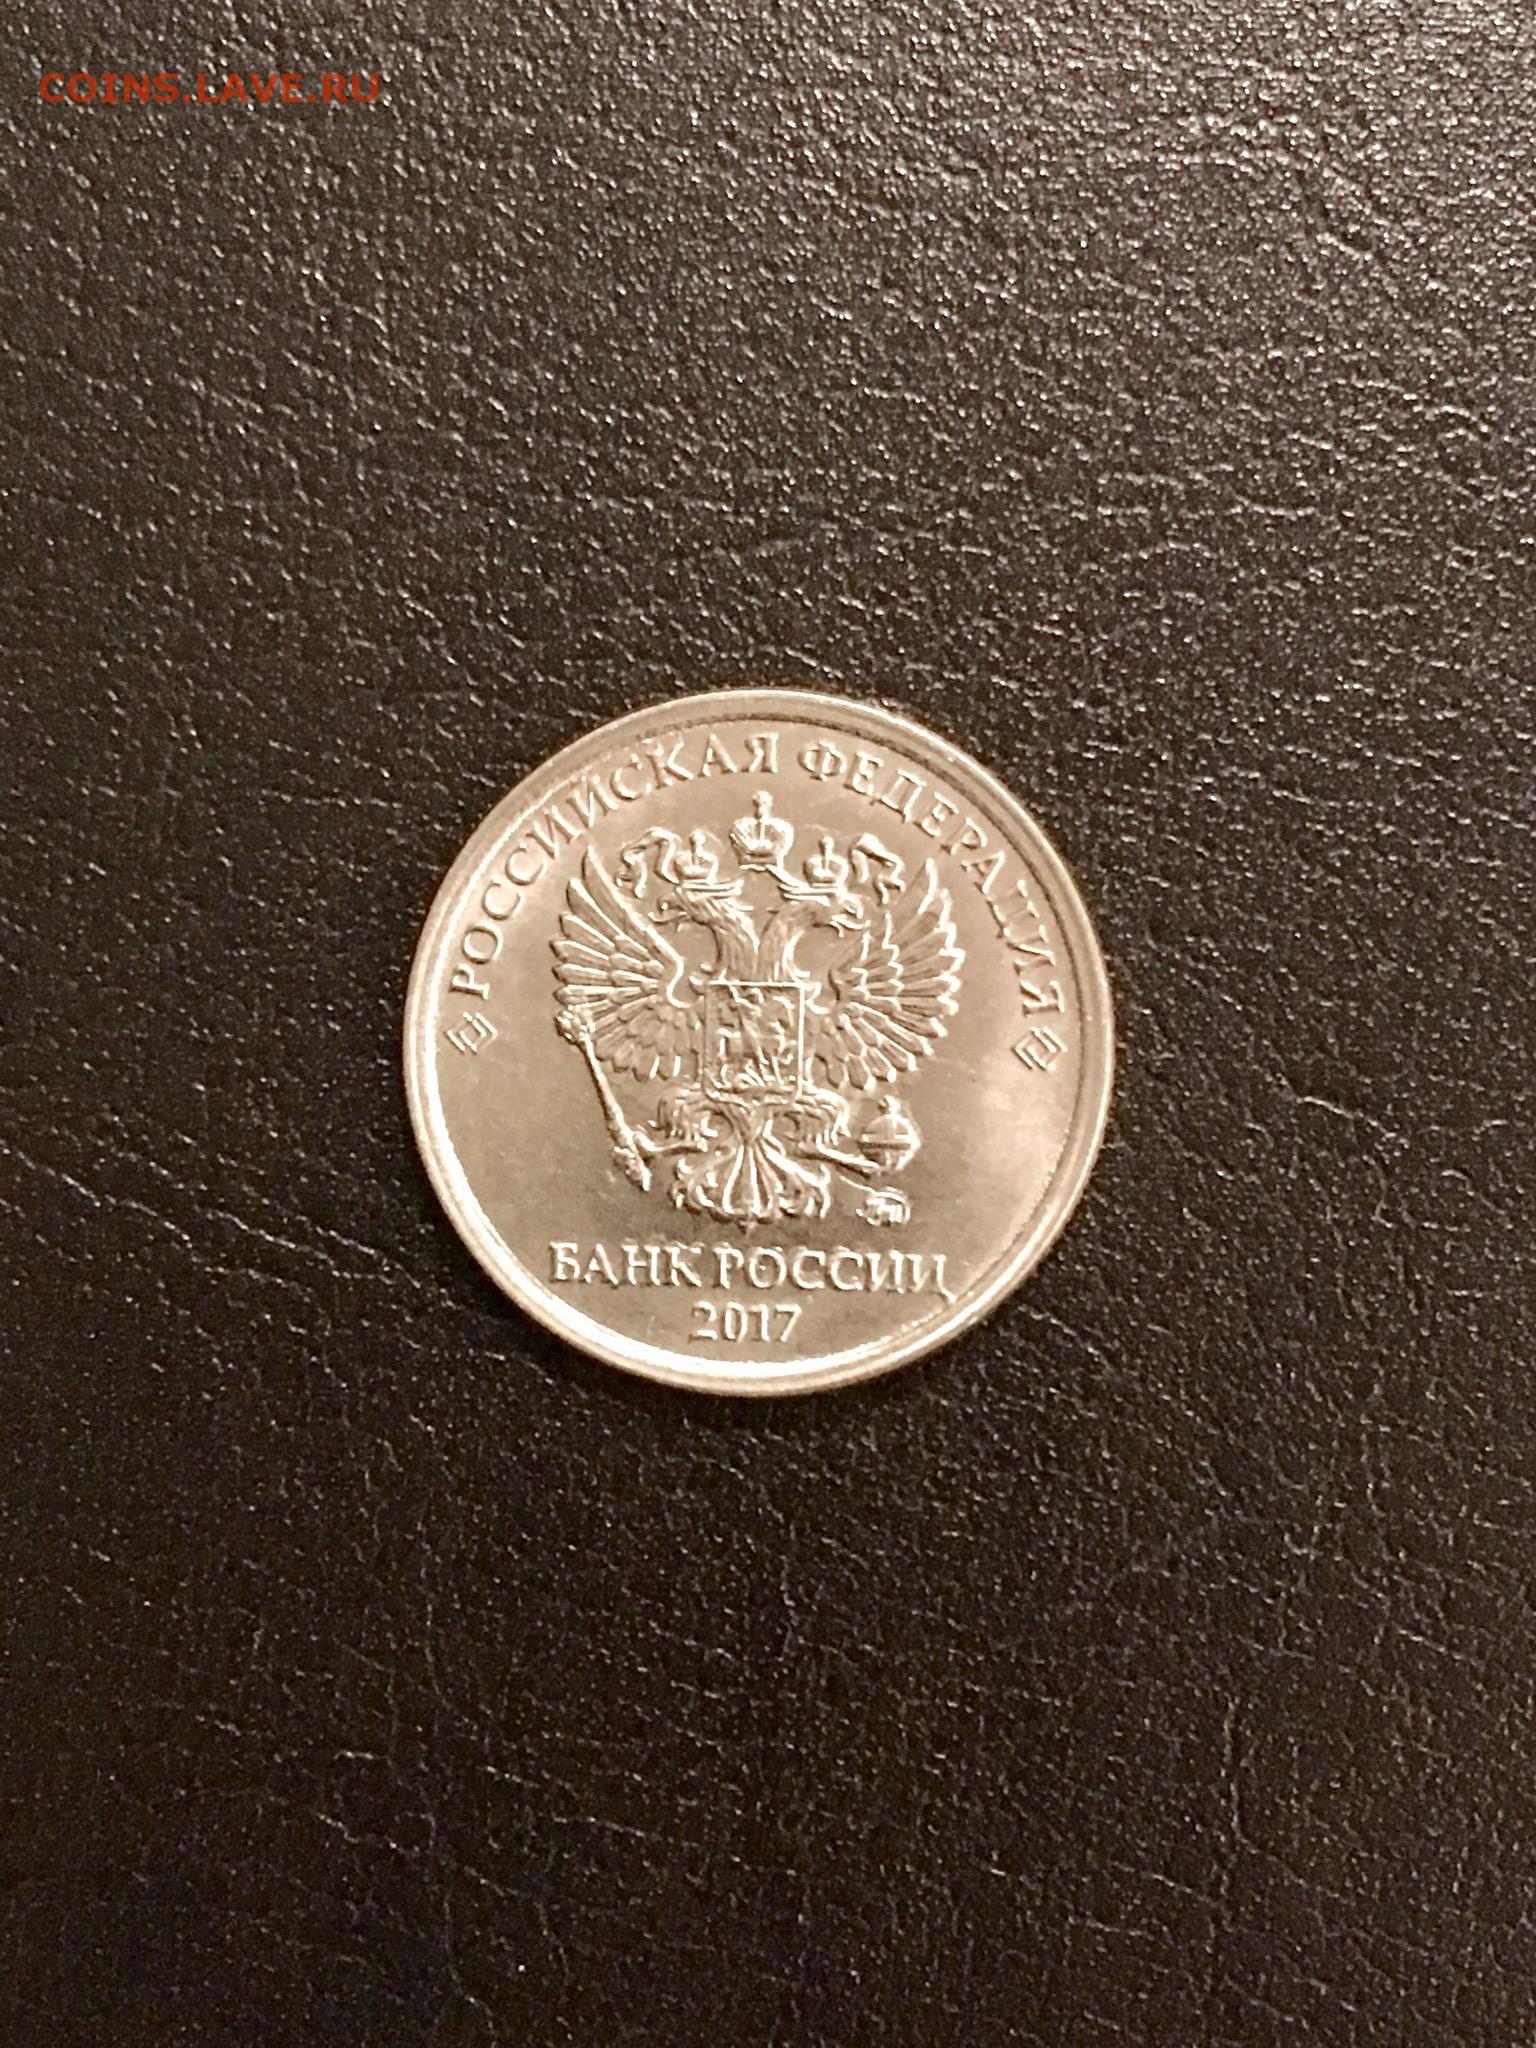 COINS.LAVE.RU
РОССИЙСКАЯ ФЕДЕРАЦИЯ
БАНК РОССИИ
2017